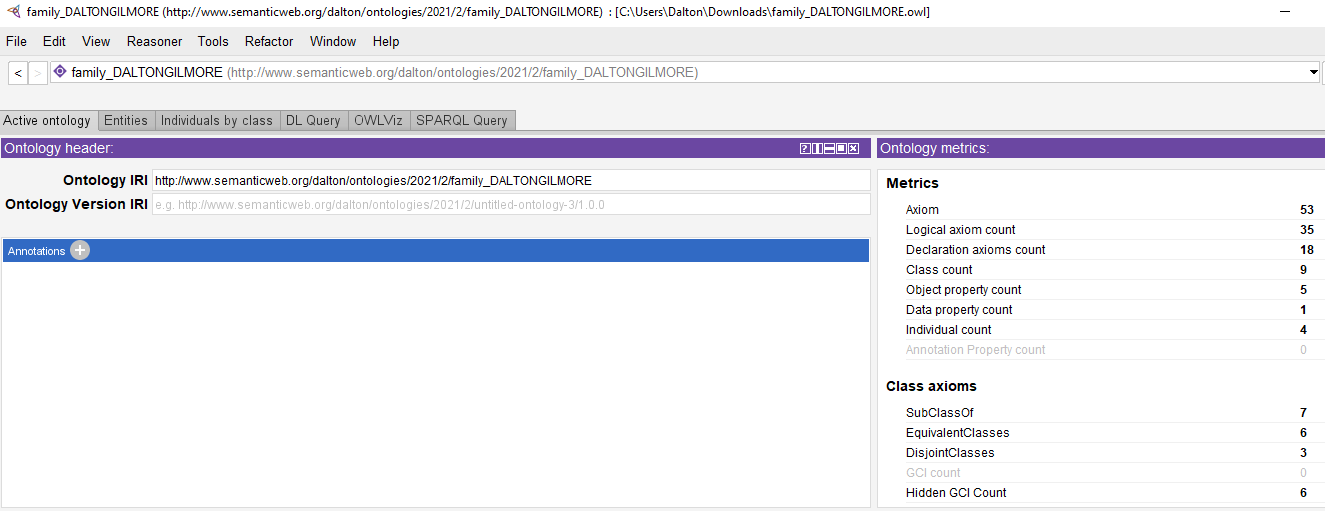 family_DALTONGILMORE (http://www.semanticweb.org/dalton/ontologies/2021/2/family_DALTONGILMORE) : [C:\Users\Dalton\Downloads\family_DALTONGILMORE.owl]
File Edit View Reasoner Tools Refactor Window Help
< > family_DALTONGILMORE (http://www.semanticweb.org/dalton/ontologies/2021/2/family_DALTONGILMORE)
Active ontology Entities Individuals by class DL Query OWLViz SPARQL Query
Ontology header:
Ontology IRI http://www.semanticweb.org/dalton/ontologies/2021/2/family_DALTONGILMORE
Ontology Version IRI e.g. http://www.semanticweb.org/dalton/ontologies/2021/2/untitled-ontology-3/1.0.0
Annotations
Ontology metrics:
Metrics
Axiom 53
Logical axiom count 35
Declaration axioms count 18
Class count 9
Object property count 5
Data property count 1
Individual count 4
Annotation Property count 0
Class axioms
SubClassOf 7
EquivalentClasses 6
DisjointClasses 3
GCI count 0
Hidden GCI Count 6